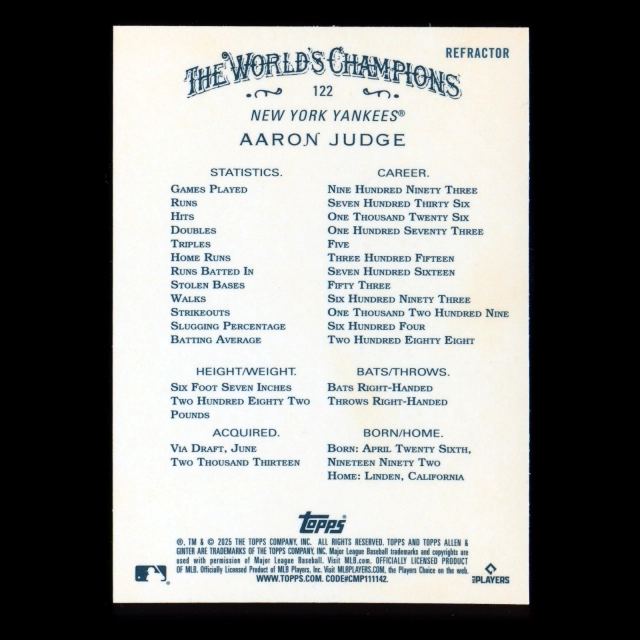 REFRACTOR
THE WORLD'S CHAMPIONS
122
NEW YORK YANKEES®
AARON JUDGE
STATISTICS. CAREER.
GAMES PLAYED NINE HUNDRED NINETY THREE
RUNS SEVEN HUNDRED THIRTY SIX
HITS ONE THOUSAND TWENTY SIX
DOUBLES ONE HUNDRED SEVENTY THREE
TRIPLES FIVE
HOME RUNS THREE HUNDRED FIFTEEN
RUNS BATTED IN SEVEN HUNDRED SIXTEEN
STOLEN BASES FIFTY THREE
WALKS SIX HUNDRED NINETY THREE
STRIKEOUTS ONE THOUSAND TWO HUNDRED NINE
SLUGGING PERCENTAGE SIX HUNDRED FOUR
BATTING AVERAGE TWO HUNDRED EIGHTY EIGHT
HEIGHT/WEIGHT.
SIX FOOT SEVEN INCHES
TWO HUNDRED EIGHTY TWO
POUNDS
BATS/THROWS.
BATS RIGHT-HANDED
THROWS RIGHT-HANDED
ACQUIRED.
VIA DRAFT, JUNE
TWO THOUSAND THIRTEEN
BORN/HOME.
BORN: APRIL TWENTY SIXTH,
NINETEEN NINETY TWO
HOME: LINDEN, CALIFORNIA
Topps®
®, TM & © 2025 THE TOPPS COMPANY, INC. ALL RIGHTS RESERVED. TOPPS AND TOPPS ALLEN &
GINTER ARE TRADEMARKS OF THE TOPPS COMPANY, INC. Major League Baseball trademarks and copyrights are
used with permission of Major League Baseball. Visit MLB.com. OFFICIALLY LICENSED PRODUCT
OF MLB. Officially Licensed Product of MLB Players, Inc. Visit MLBPLAYERS.COM, the Players Choice on the web.
WWW.TOPPS.COM. CODE#CMP111142.
MLB PLAYERS